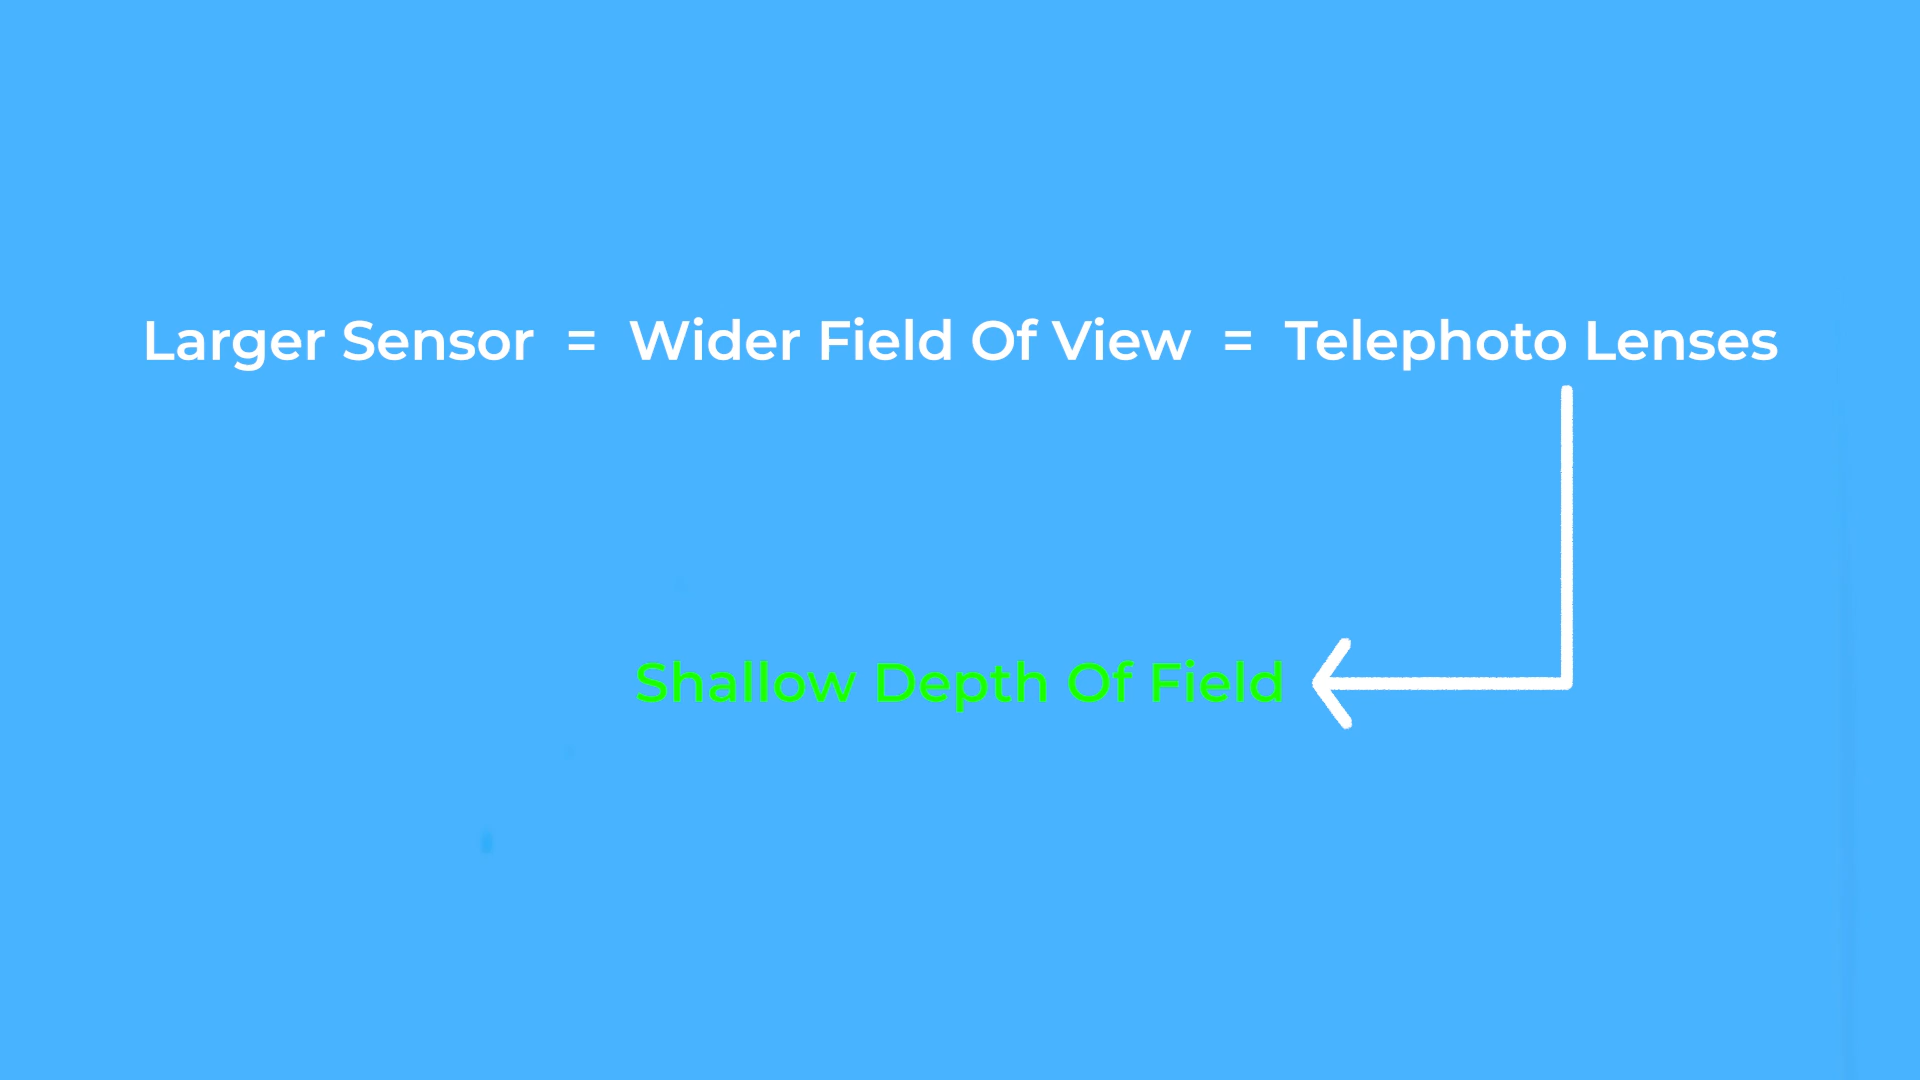 Larger Sensor = Wider Field Of View = Telephoto Lenses
Shallow Depth Of Field